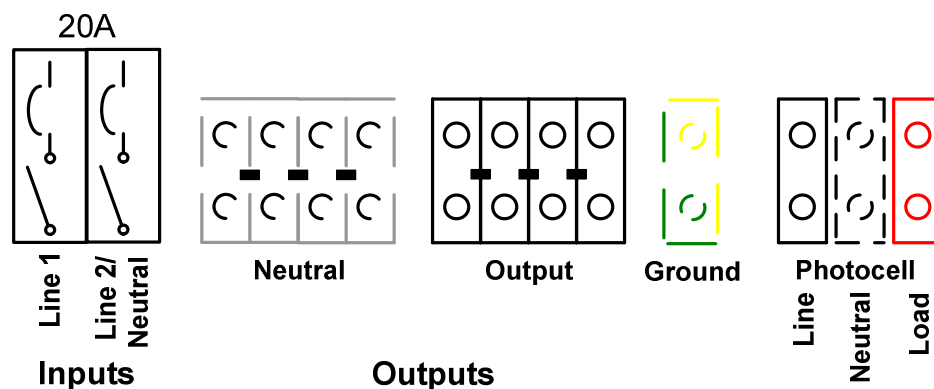 20A
Neutral
Output
Ground
Photocell
Line 1
Line 2/
Neutral
Line
Neutral
Load
Inputs
Outputs